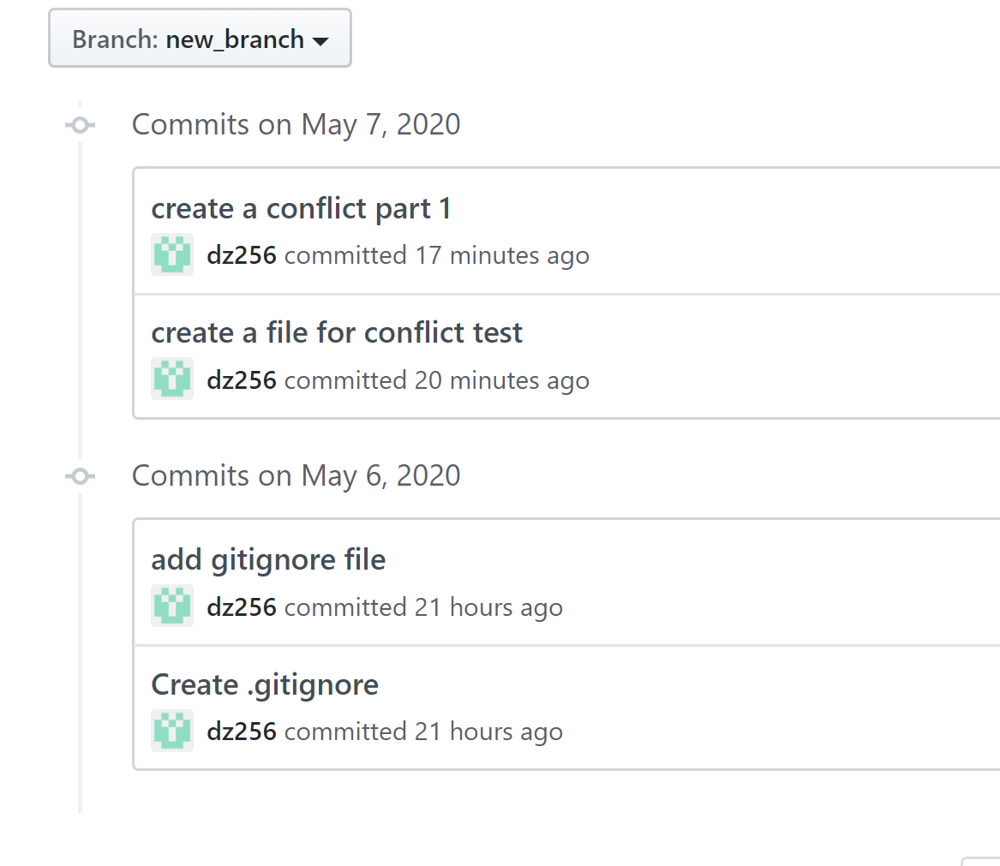 Branch: new_branch
Commits on May 7, 2020
create a conflict part 1
dz256 committed 17 minutes ago
create a file for conflict test
dz256 committed 20 minutes ago
Commits on May 6, 2020
add gitignore file
dz256 committed 21 hours ago
Create .gitignore
dz256 committed 21 hours ago